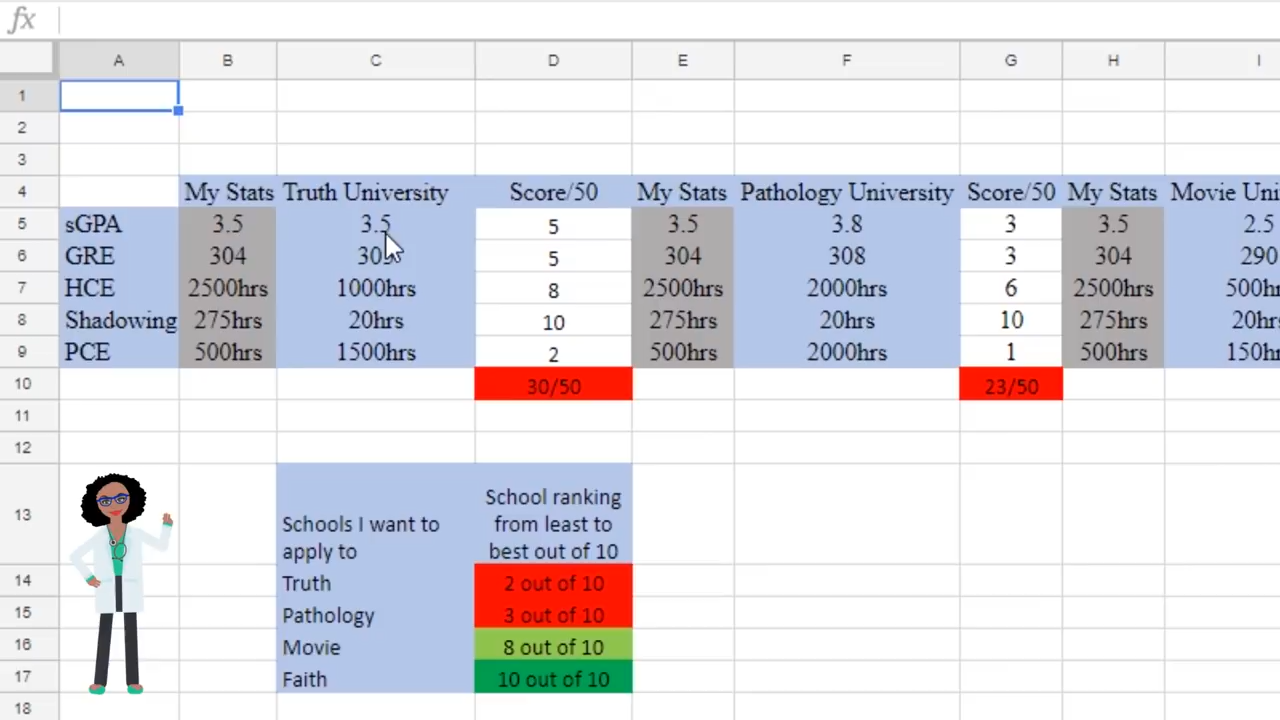 fx
A B C D E F G H I
1
2
3
4 My Stats Truth University Score/50 My Stats Pathology University Score/50 My Stats Movie
5 sGPA 3.5 3.5 5 3.5 3.8 3 3.5 2.5
6 GRE 304 5 304 308 3 304 290
7 HCE 2500hrs 1000hrs 8 2500hrs 2000hrs 6 2500hrs
8 Shadowing 275hrs 20hrs 10 275hrs 20hrs 10 275hrs
9 PCE 500hrs 1500hrs 2 500hrs 2000hrs 1 500hrs
10 30/50 23/50
11
12
13 Schools I want to apply to School ranking from least to best out of 10
14 Truth 2 out of 10
15 Pathology 3 out of 10
16 Movie 8 out of 10
17 Faith 10 out of 10
18